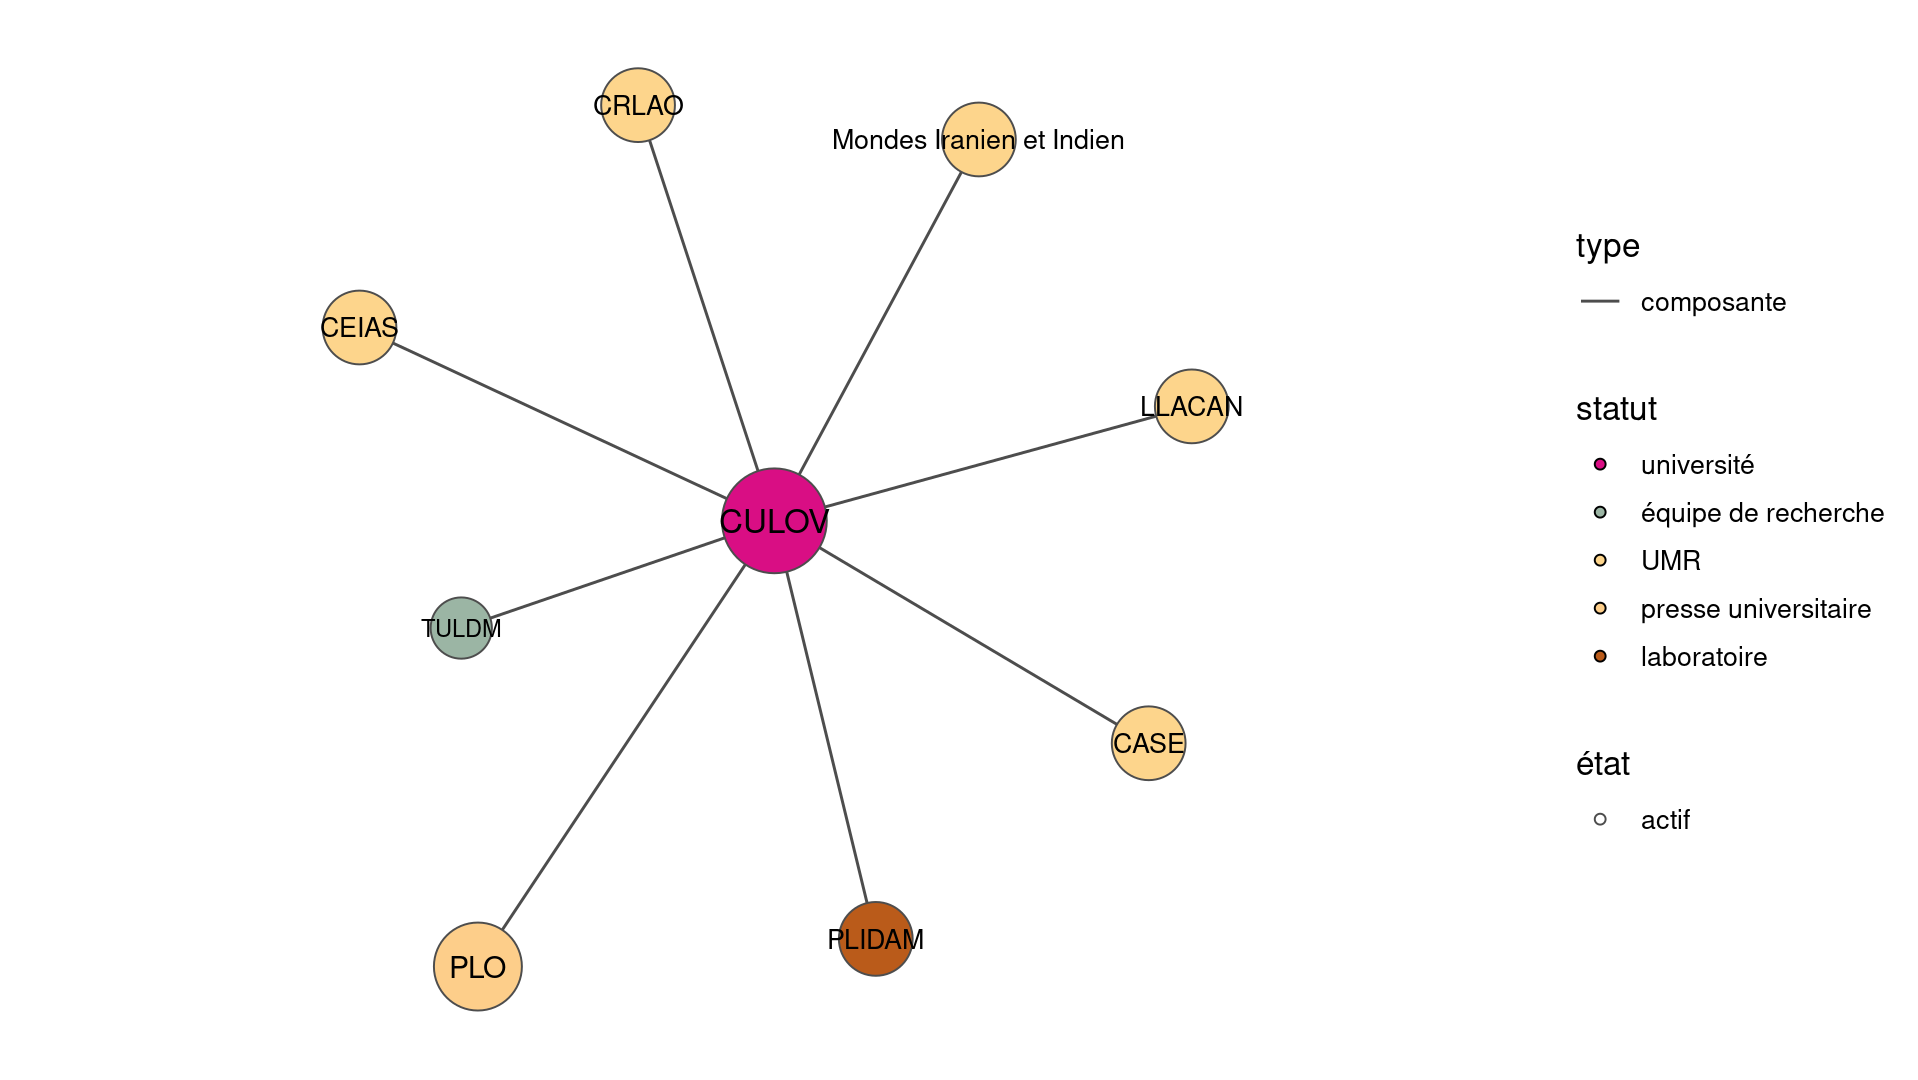 CRLAO
Mondes Iranien et Indien
CEIAS
LLACAN
CULOV
TULDM
CASE
PLIDAM
PLO
type
composante
statut
université
équipe de recherche
UMR
presse universitaire
laboratoire
état
actif